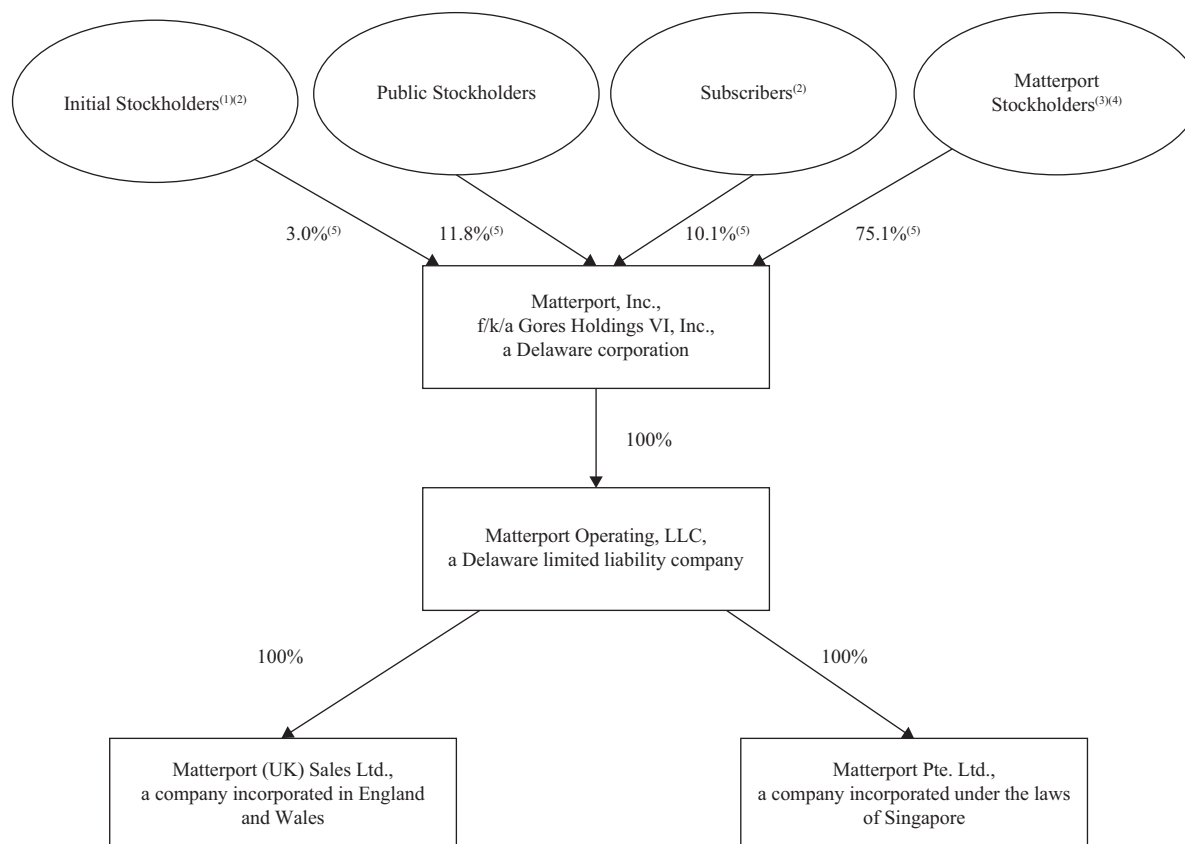 Initial Stockholders(1)(2)
Public Stockholders
Subscribers(2)
Matterport
Stockholders(3)(4)
3.0%(5)
11.8%(5)
10.1%(5)
75.1%(5)
Matterport, Inc.,
f/k/a Gores Holdings VI, Inc.,
a Delaware corporation
100%
Matterport Operating, LLC,
a Delaware limited liability company
100%
100%
Matterport (UK) Sales Ltd.,
a company incorporated in England
and Wales
Matterport Pte. Ltd.,
a company incorporated under the laws
of Singapore